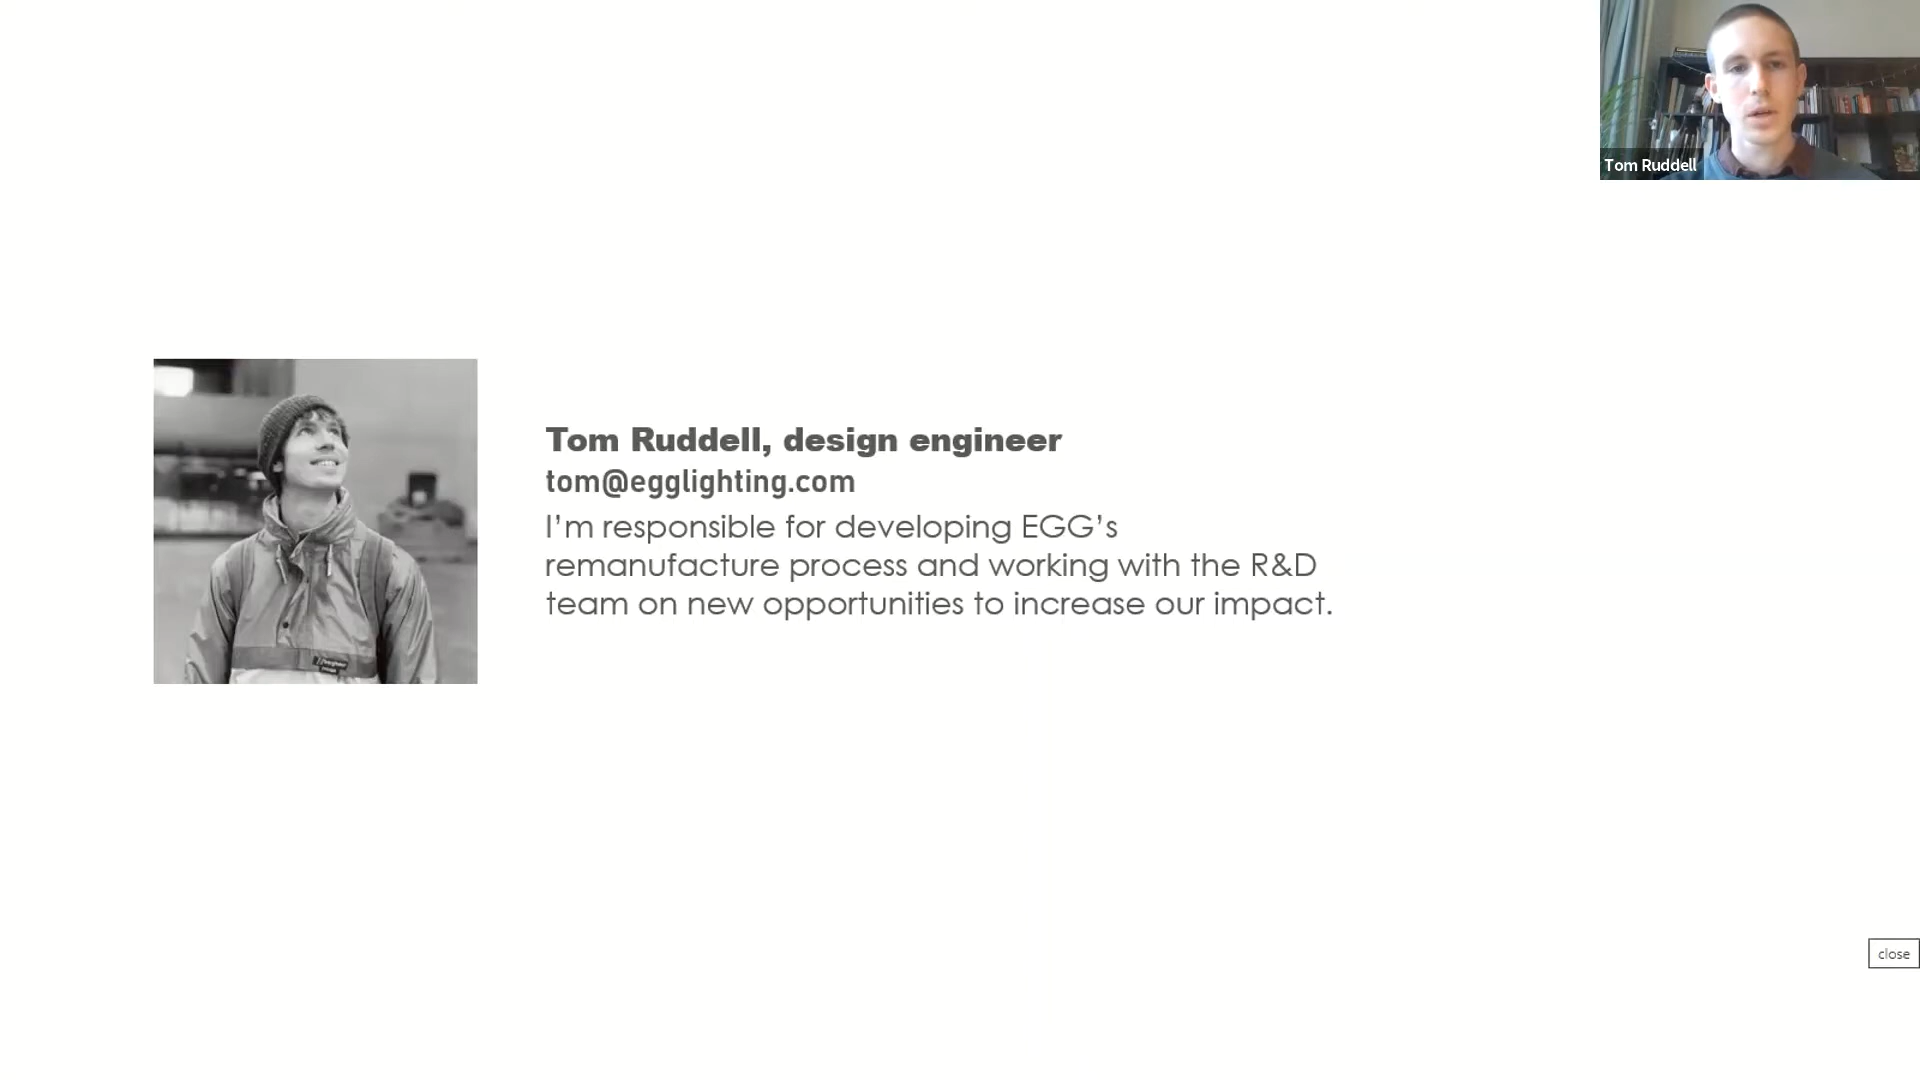 Tom Ruddell
Tom Ruddell, design engineer
tom@egglighting.com
I’m responsible for developing EGG’s
remanufacture process and working with the R&D
team on new opportunities to increase our impact.
close